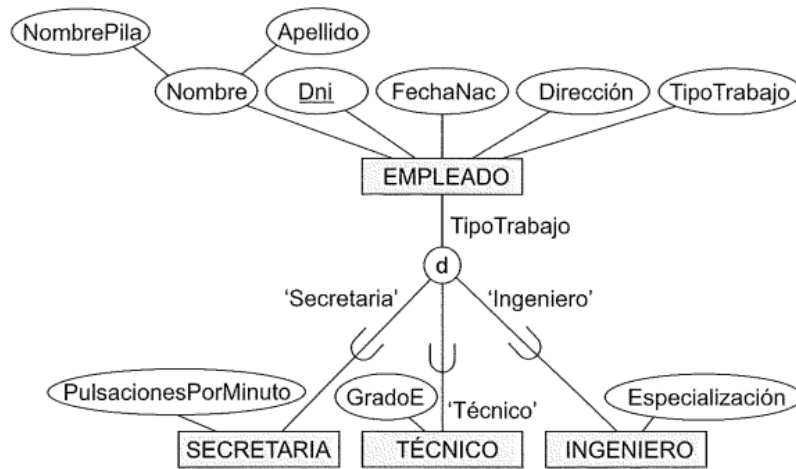 NombrePila
Apellido
Nombre
Dni
FechaNac
Dirección
TipoTrabajo
EMPLEADO
TipoTrabajo
d
'Secretaria'
'Ingeniero'
PulsacionesPorMinuto
GradoE
'Técnico'
Especialización
SECRETARIA
TÉCNICO
INGENIERO